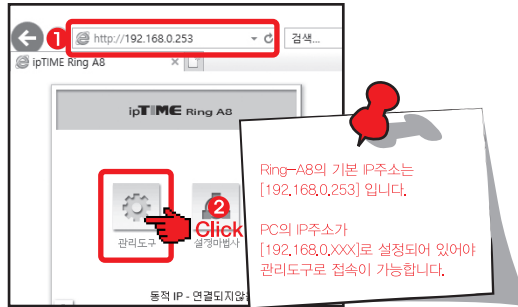 1
http://192.168.0.253
검색...
ipTIME Ring A8
ipTIME Ring A8
관리도구
2
Click
설정마법사
동적 IP - 연결되지않
Ring-A8의 기본 IP주소는
[192.168.0.253] 입니다.
PC의 IP주소가
[192.168.0.XXX]로 설정되어 있어야
관리도구로 접속이 가능합니다.